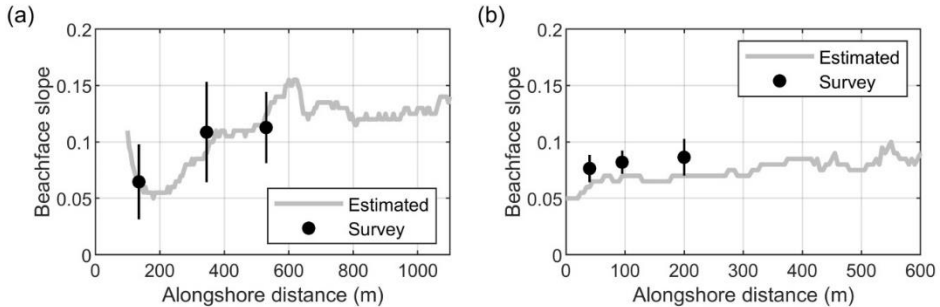 (a)
0.2
0.15
0.1
0.05
0
Beachface slope
Estimated
Survey
0 200 400 600 800 1000
Alongshore distance (m)
(b)
0.2
0.15
0.1
0.05
0
Beachface slope
Estimated
Survey
0 100 200 300 400 500 600
Alongshore distance (m)